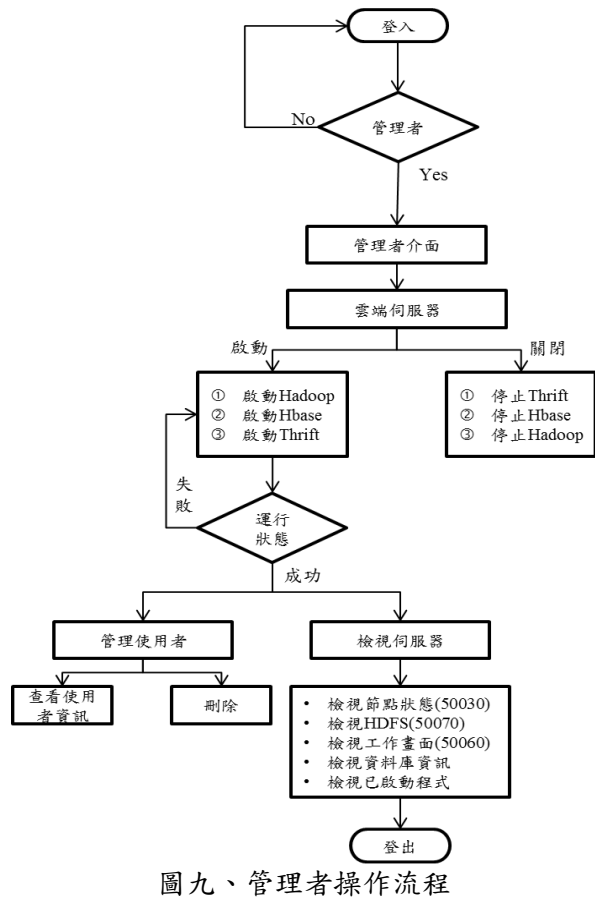 登入
管理者
No
Yes
管理者介面
雲端伺服器
啟動
關閉
① 啟動Hadoop
② 啟動Hbase
③ 啟動Thrift
① 停止Thrift
② 停止Hbase
③ 停止Hadoop
失
敗
運行
狀態
成功
管理使用者
檢視伺服器
查看使用
者資訊
刪除
• 檢視節點狀態(50030)
• 檢視HDFS(50070)
• 檢視工作畫面(50060)
• 檢視資料庫資訊
• 檢視已啟動程式
登出
圖九、管理者操作流程